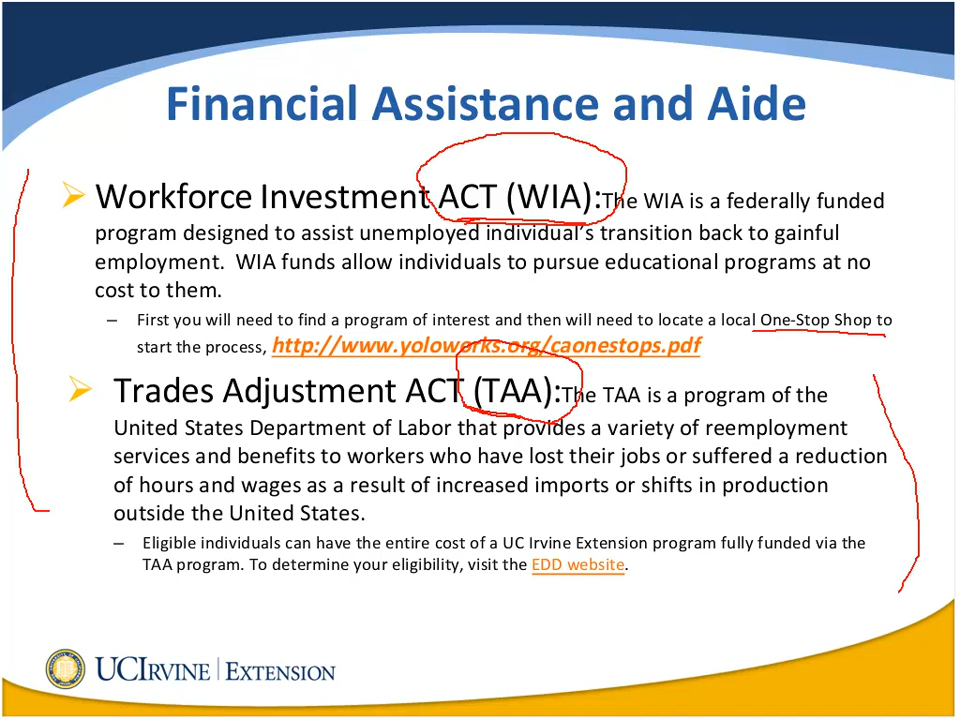 Financial Assistance and Aide
Workforce Investment ACT (WIA):The WIA is a federally funded
program designed to assist unemployed individual's transition back to gainful
employment.  WIA funds allow individuals to pursue educational programs at no
cost to them.
– First you will need to find a program of interest and then will need to locate a local One-Stop Shop to
start the process, http://www.yoloworks.org/caonestops.pdf
Trades Adjustment ACT (TAA):The TAA is a program of the
United States Department of Labor that provides a variety of reemployment
services and benefits to workers who have lost their jobs or suffered a reduction
of hours and wages as a result of increased imports or shifts in production
outside the United States.
– Eligible individuals can have the entire cost of a UC Irvine Extension program fully funded via the
TAA program. To determine your eligibility, visit the EDD website.
UCIRVINE | EXTENSION